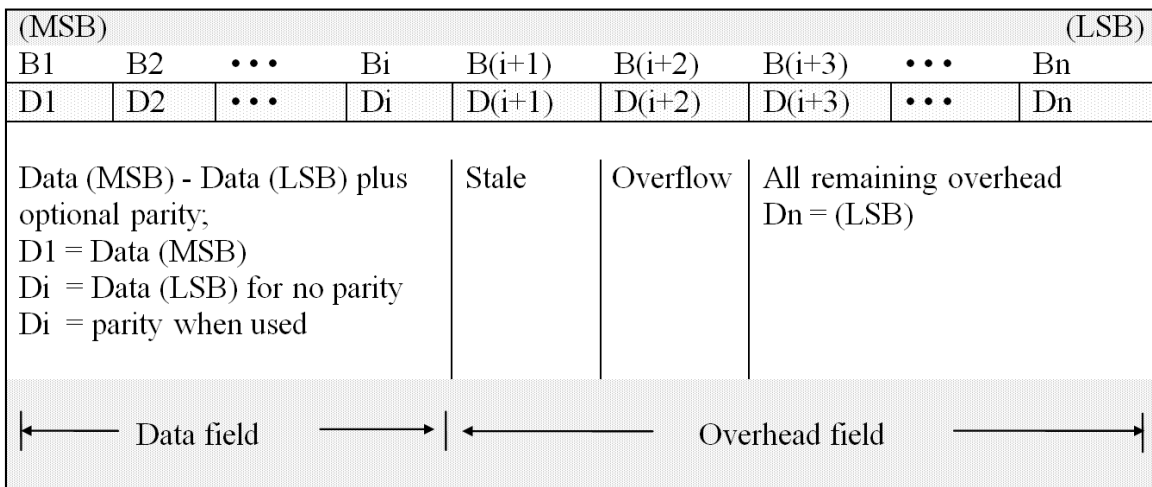 (MSB) (LSB)
B1 B2 ••• Bi B(i+1) B(i+2) B(i+3) ••• Bn
D1 D2 ••• Di D(i+1) D(i+2) D(i+3) ••• Dn
Data (MSB) - Data (LSB) plus
optional parity;
D1 = Data (MSB)
Di = Data (LSB) for no parity
Di = parity when used
Stale
Overflow
All remaining overhead
Dn = (LSB)
Data field
Overhead field